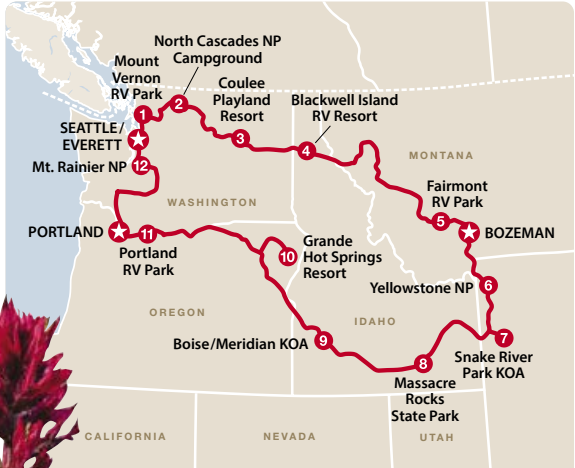 North Cascades NP
Campground
Mount
Vernon
RV Park
Coulee
Playland
Resort
Blackwell Island
RV Resort
1
2
3
4
SEATTLE/
EVERETT
12
Mt. Rainier NP
MONTANA
WASHINGTON
Fairmont
RV Park
5
BOZEMAN
PORTLAND
11
Portland
RV Park
10
Grande
Hot Springs
Resort
Yellowstone NP
6
OREGON
IDAHO
Boise/Meridian KOA
9
7
Snake River
Park KOA
8
Massacre
Rocks
State Park
CALIFORNIA
NEVADA
UTAH